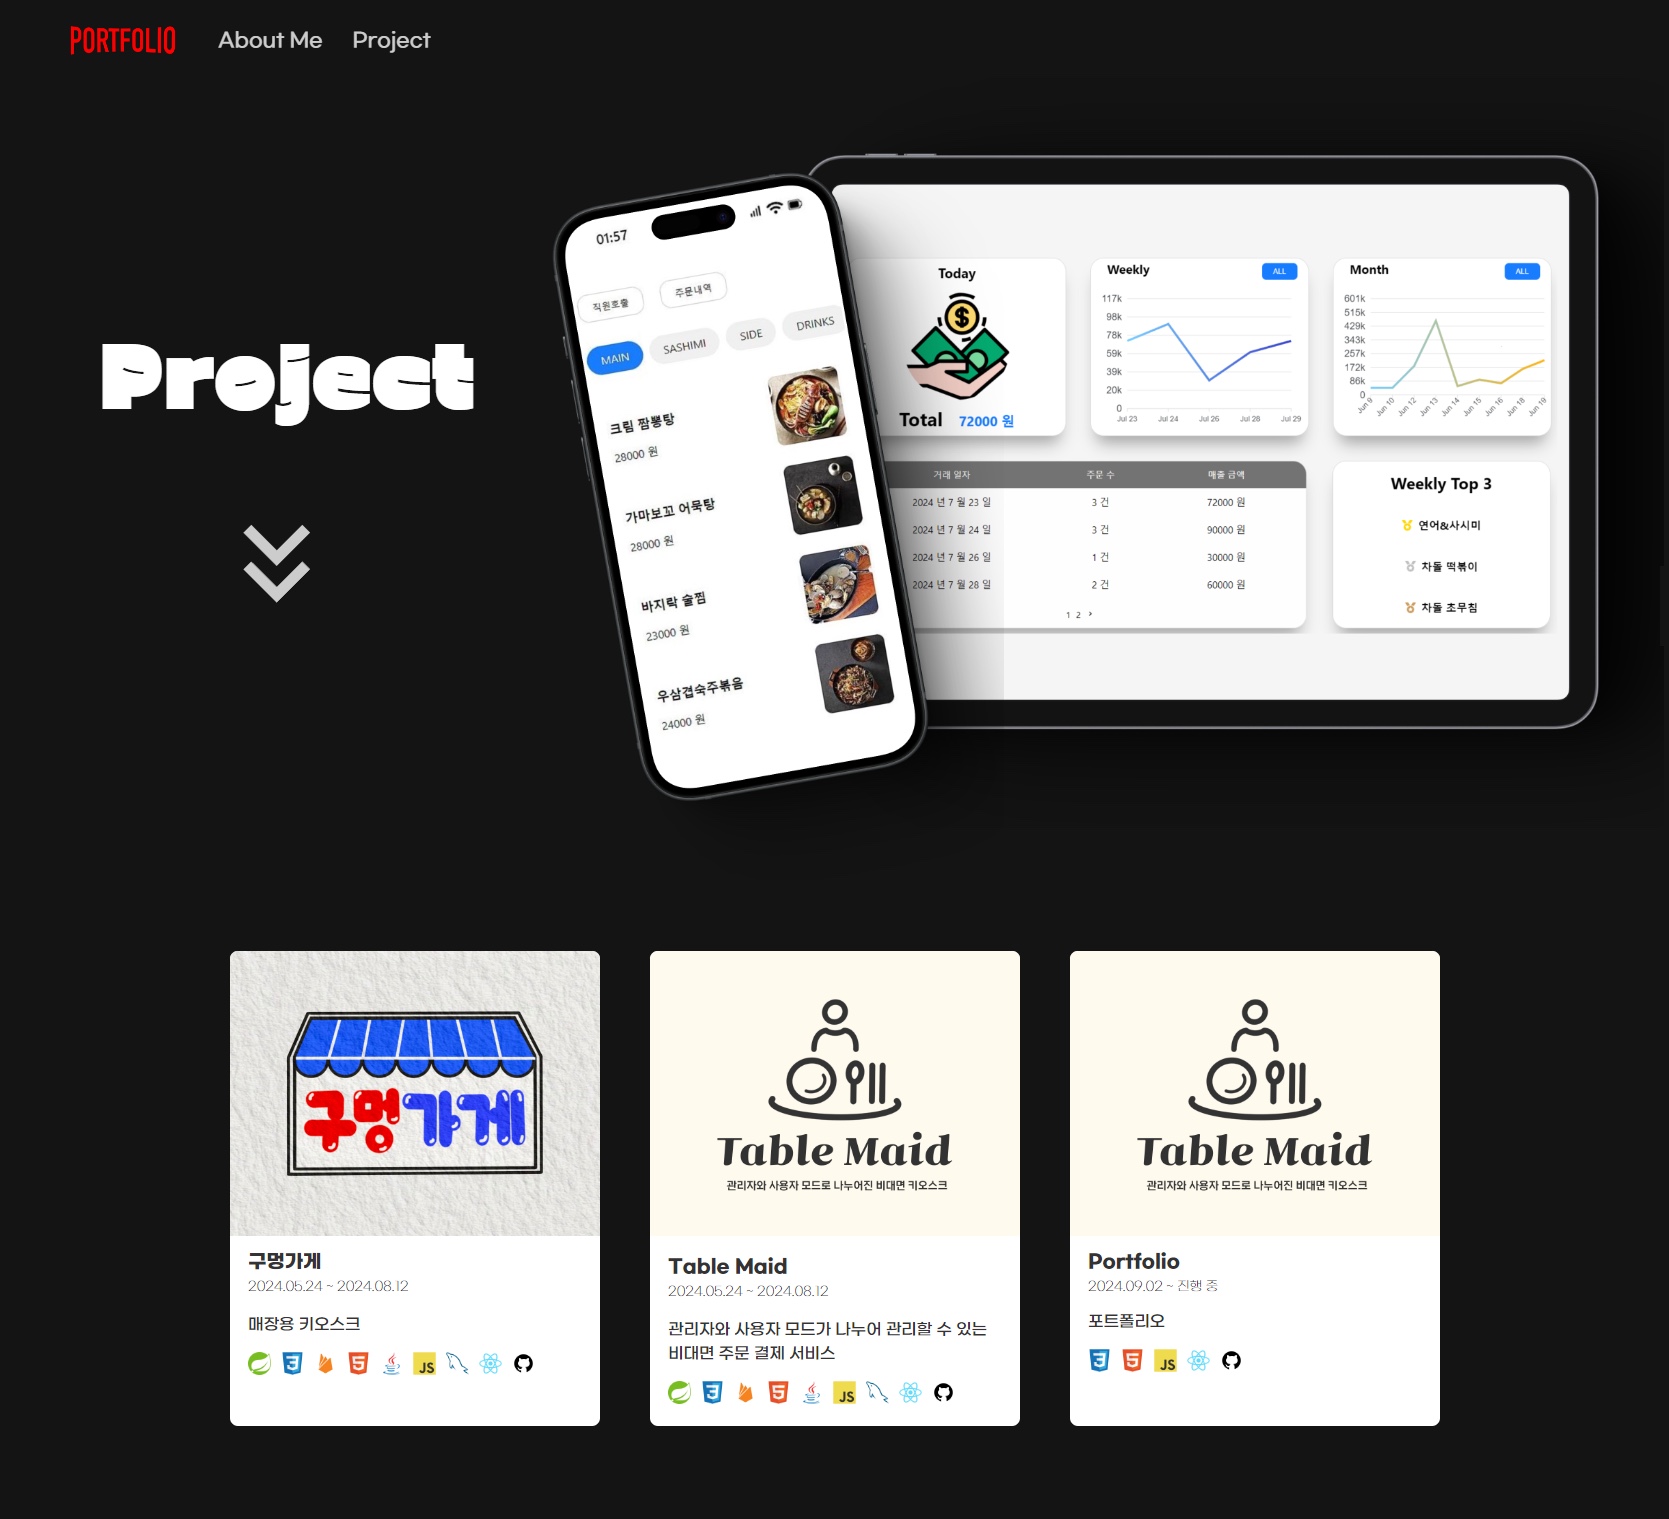 PORTFOLIO
About Me
Project
Project
01:57
직원호출
주문내역
MAIN
SASHIMI
SIDE
DRINKS
크림 짬뽕탕
28000 원
가마보꼬 어묵탕
28000 원
바지락 술찜
23000 원
우삼겹숙주볶음
24000 원
Today
Total 72000 원
Weekly
ALL
117k
98k
78k
59k
39k
20k
0
Jul 23 Jul 24 Jul 26 Jul 28 Jul 29
Month
ALL
601k
515k
429k
343k
257k
172k
86k
0
Jun 9 Jun 10 Jun 12 Jun 13 Jun 14 Jun 15 Jun 16 Jun 18 Jun 19
거래 일자 주문 수 매출 금액
2024 년 7 월 23 일 3 건 72000 원
2024 년 7 월 24 일 3 건 90000 원
2024 년 7 월 26 일 1 건 30000 원
2024 년 7 월 28 일 2 건 60000 원
1 2 >
Weekly Top 3
연어&사시미
차돌 떡볶이
차돌 초무침
구멍가게
구멍가게
2024.05.24 ~ 2024.08.12
매장용 키오스크
3 5 JS
Table Maid
관리자와 사용자 모드로 나누어진 비대면 키오스크
Table Maid
2024.05.24 ~ 2024.08.12
관리자와 사용자 모드가 나누어 관리할 수 있는
비대면 주문 결제 서비스
3 5 JS
Table Maid
관리자와 사용자 모드로 나누어진 비대면 키오스크
Portfolio
2024.09.02 ~ 진행 중
포트폴리오
3 5 JS